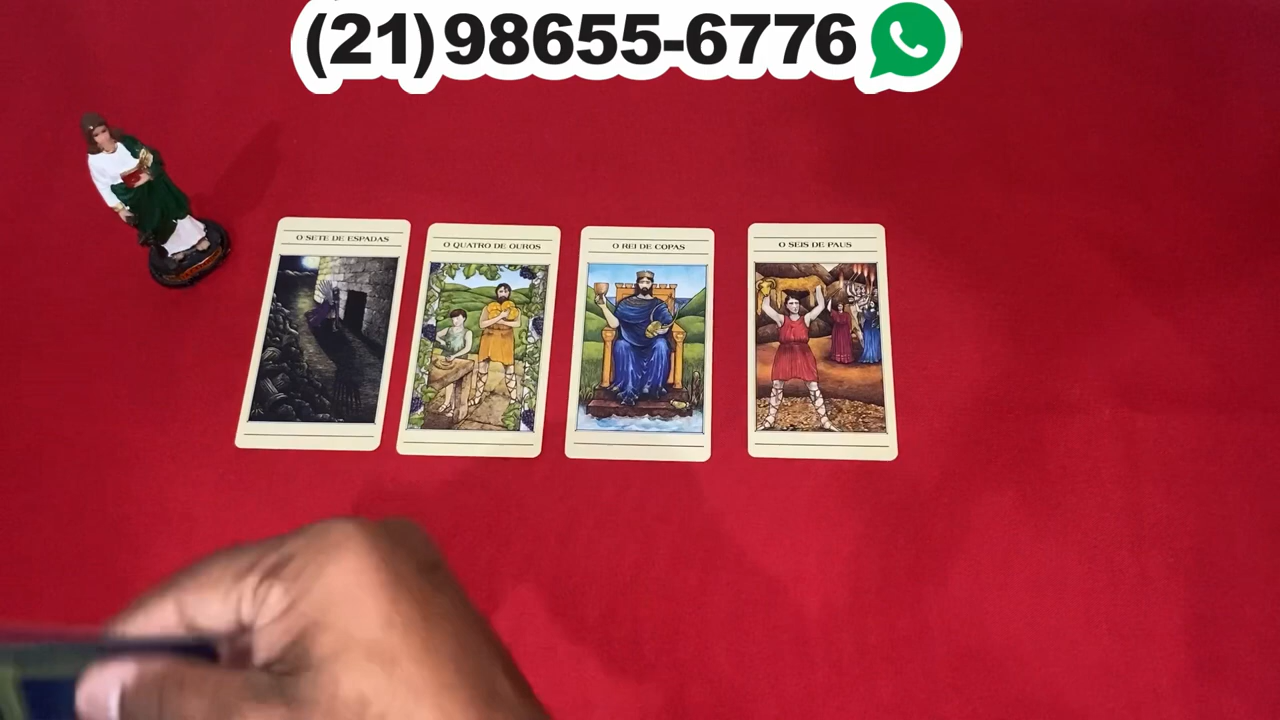 (21)98655-6776
O SETE DE ESPADAS
O QUATRO DE OUROS
O REI DE COPAS
O SEIS DE PAUS